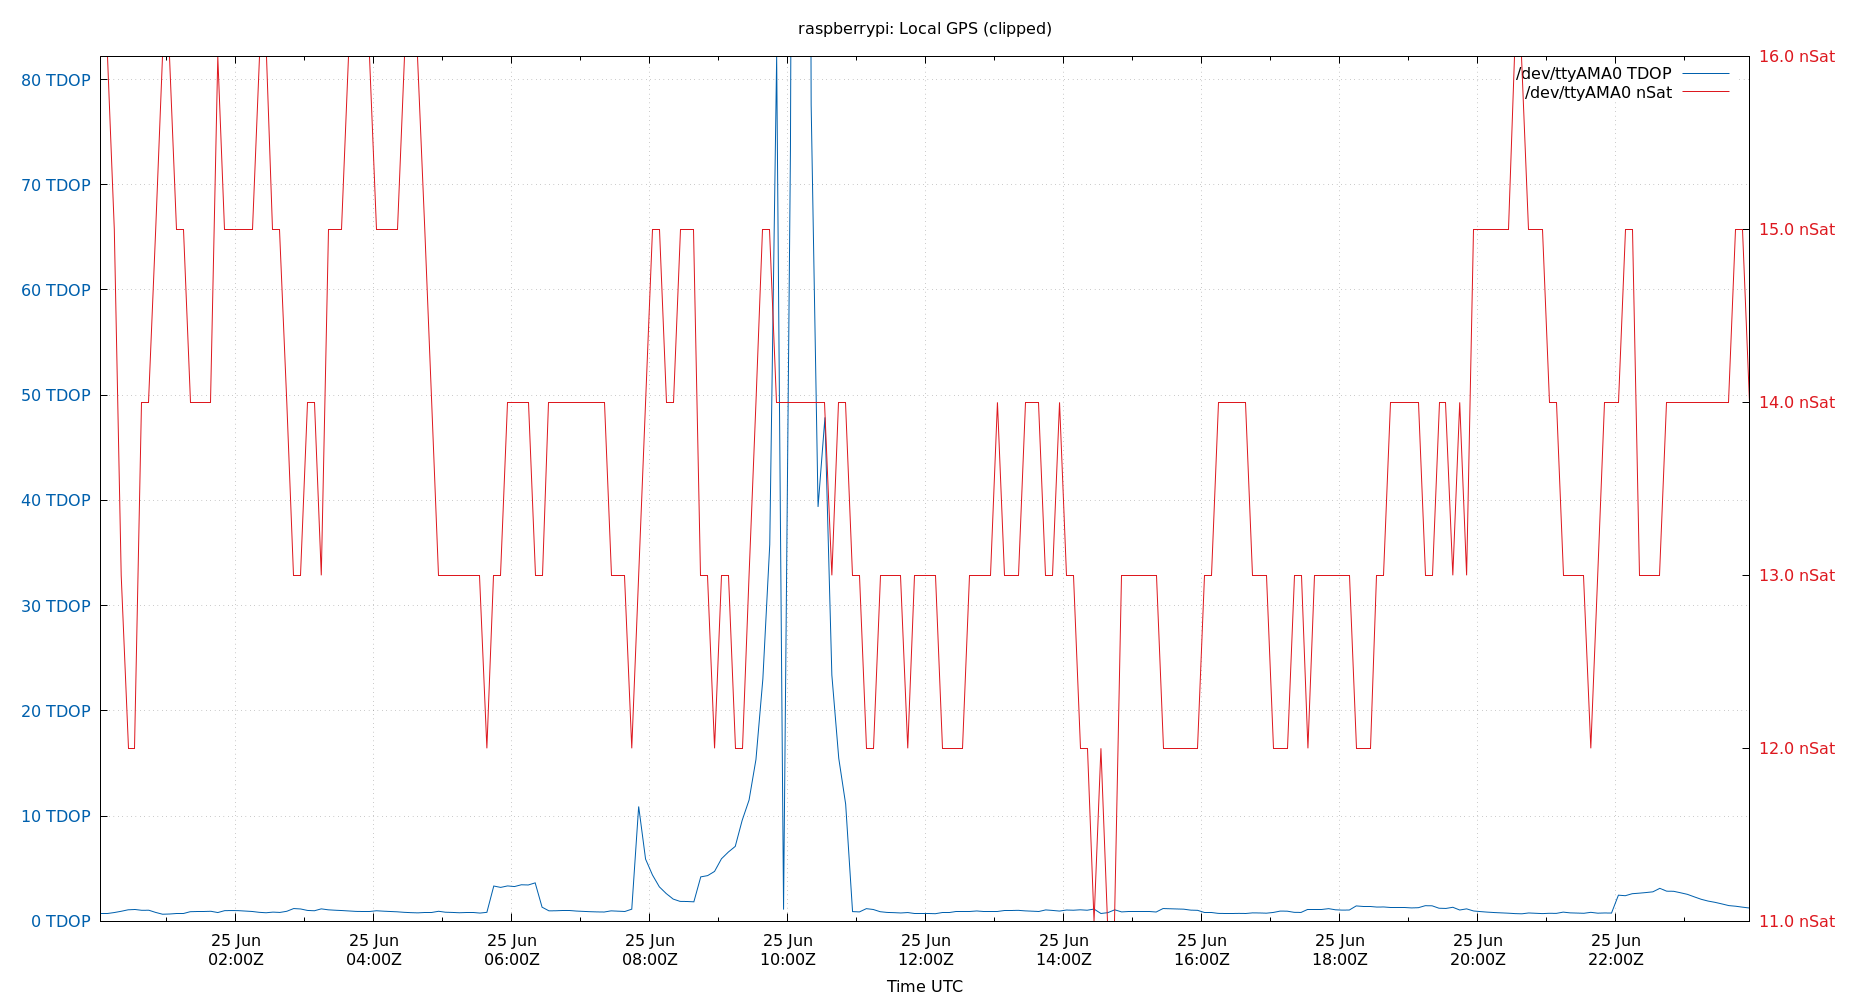 raspberrypi: Local GPS (clipped)
/dev/ttyAMA0 TDOP
/dev/ttyAMA0 nSat
80 TDOP
70 TDOP
60 TDOP
50 TDOP
40 TDOP
30 TDOP
20 TDOP
10 TDOP
0 TDOP
16.0 nSat
15.0 nSat
14.0 nSat
13.0 nSat
12.0 nSat
11.0 nSat
25 Jun
02:00Z
25 Jun
04:00Z
25 Jun
06:00Z
25 Jun
08:00Z
25 Jun
10:00Z
25 Jun
12:00Z
25 Jun
14:00Z
25 Jun
16:00Z
25 Jun
18:00Z
25 Jun
20:00Z
25 Jun
22:00Z
Time UTC